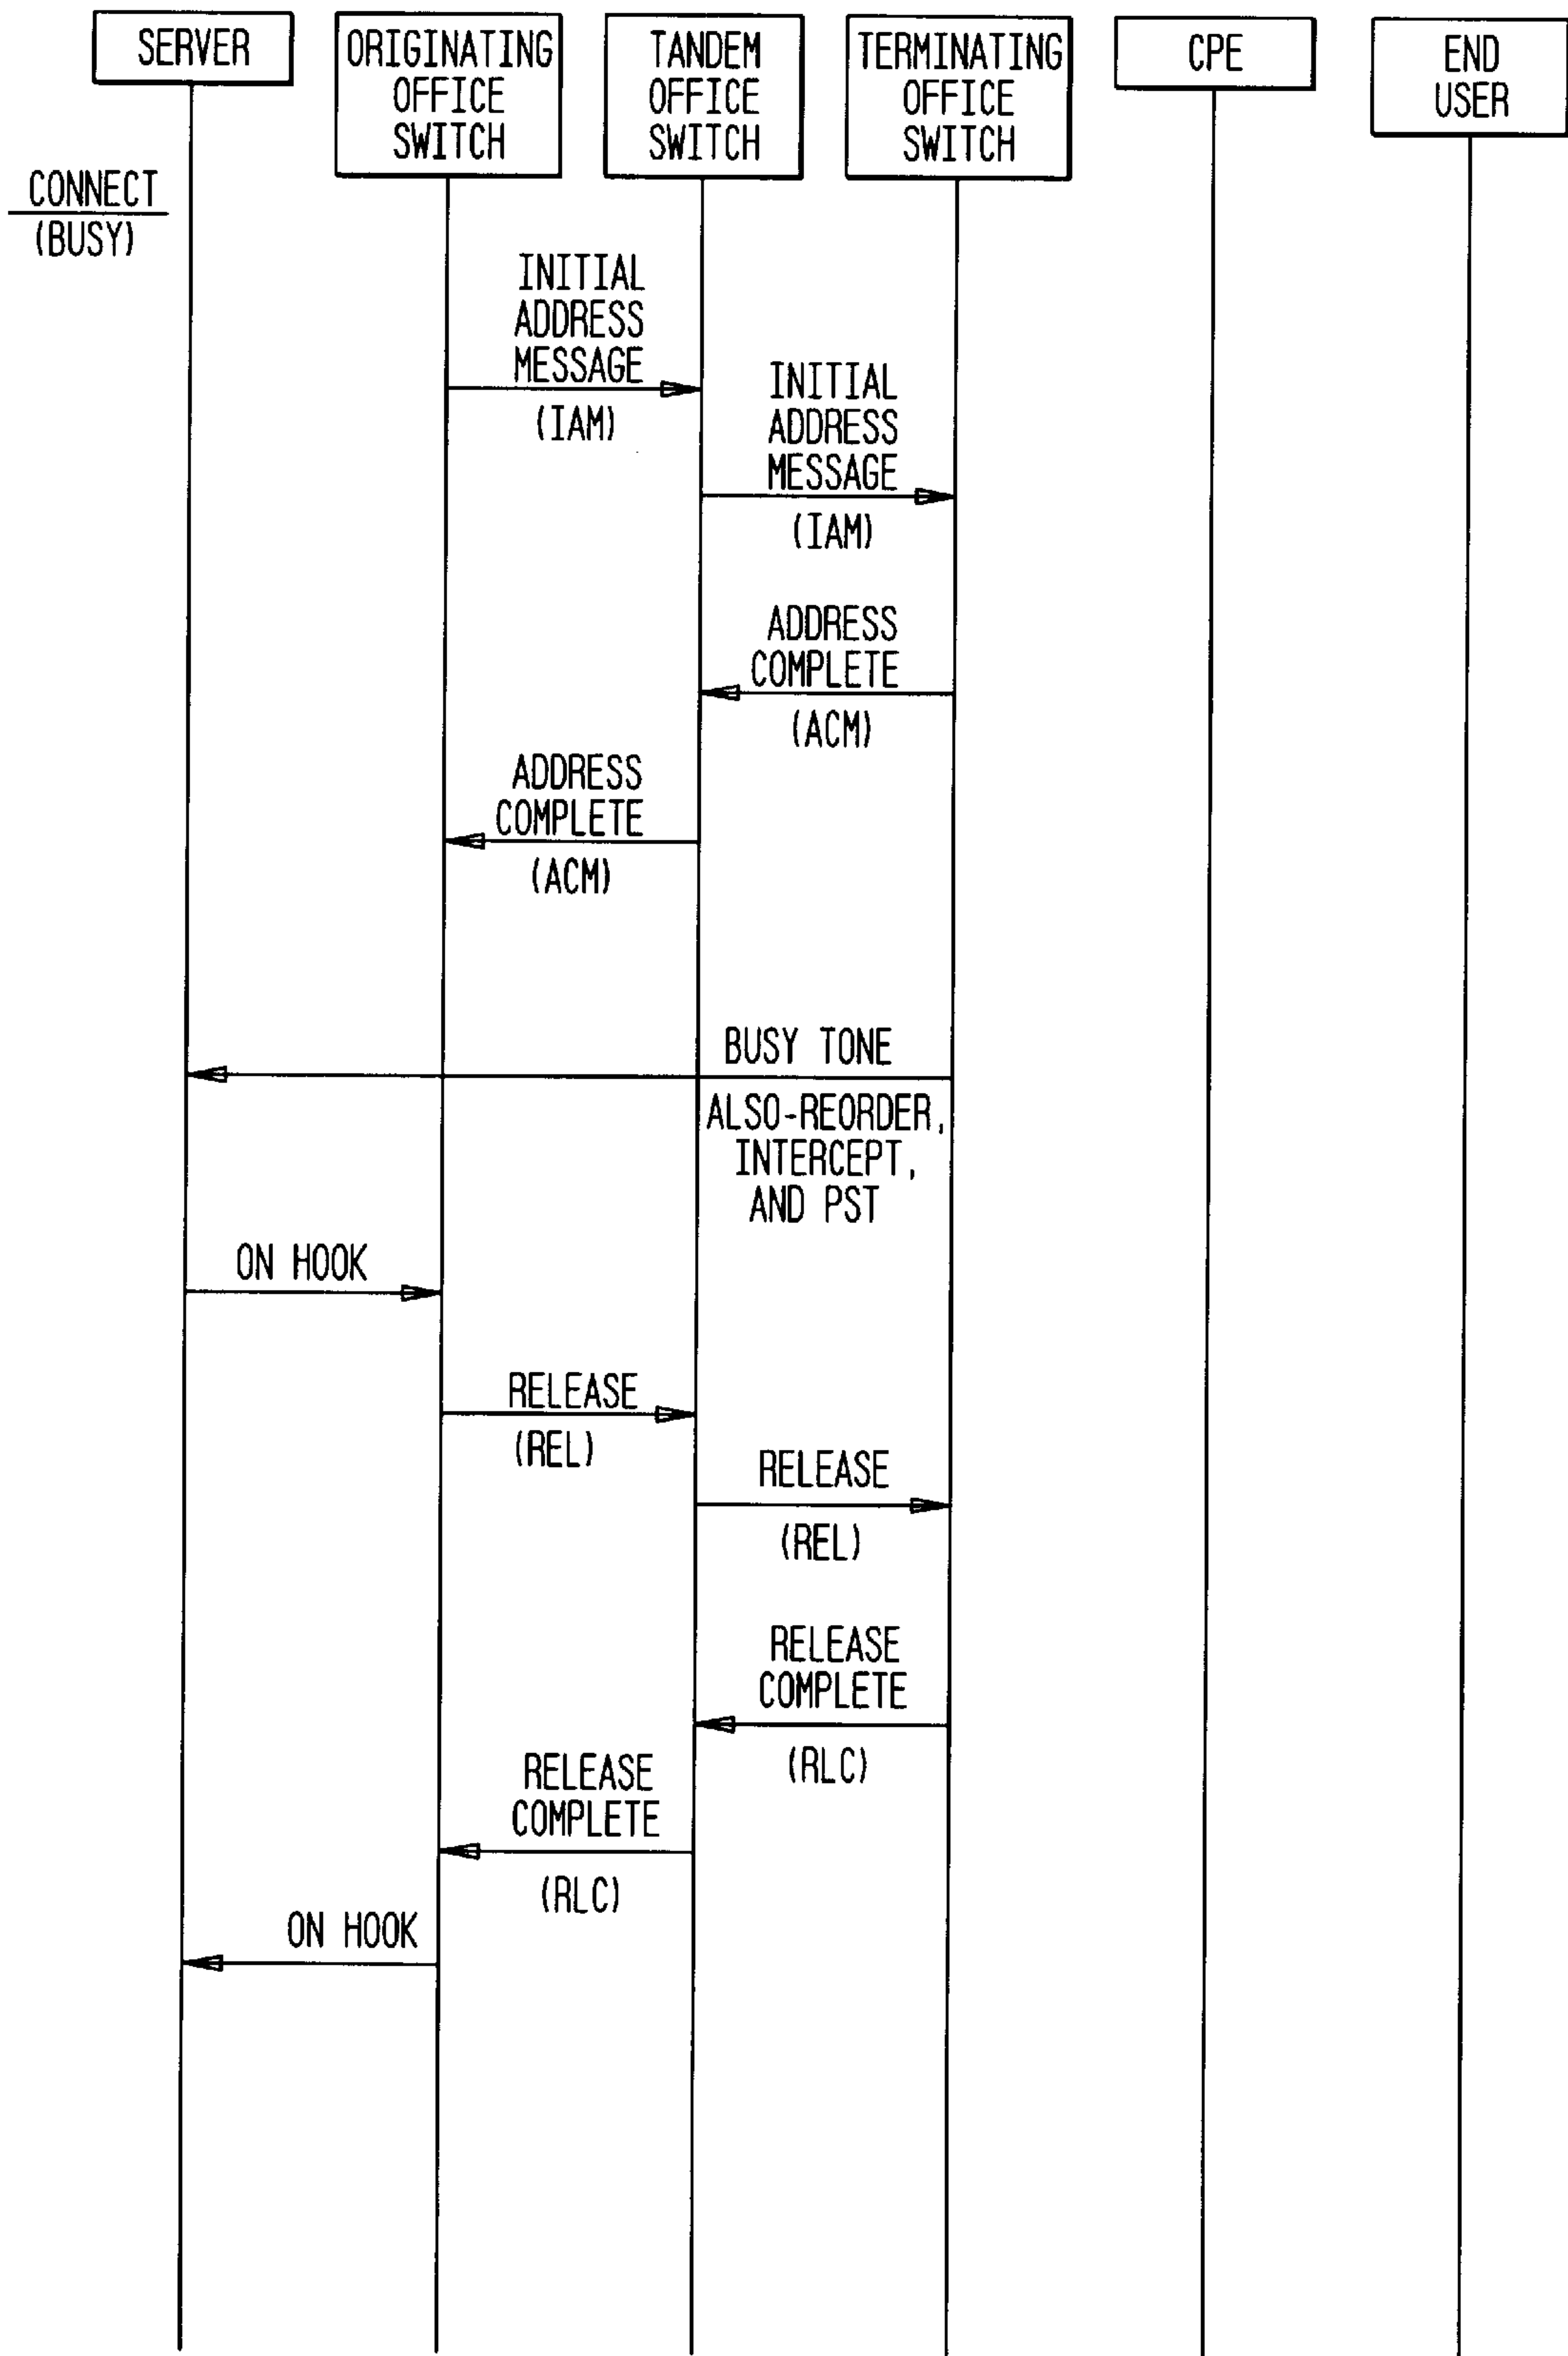 SERVER
ORIGINATING
OFFICE
SWITCH
TANDEM
OFFICE
SWITCH
TERMINATING
OFFICE
SWITCH
CPE
END
USER
CONNECT
(BUSY)
INITIAL
ADDRESS
MESSAGE
(IAM)
INITIAL
ADDRESS
MESSAGE
(IAM)
ADDRESS
COMPLETE
(ACM)
ADDRESS
COMPLETE
(ACM)
BUSY TONE
ALSO-REORDER,
INTERCEPT,
AND PST
ON HOOK
RELEASE
(REL)
RELEASE
(REL)
RELEASE
COMPLETE
(RLC)
RELEASE
COMPLETE
(RLC)
ON HOOK